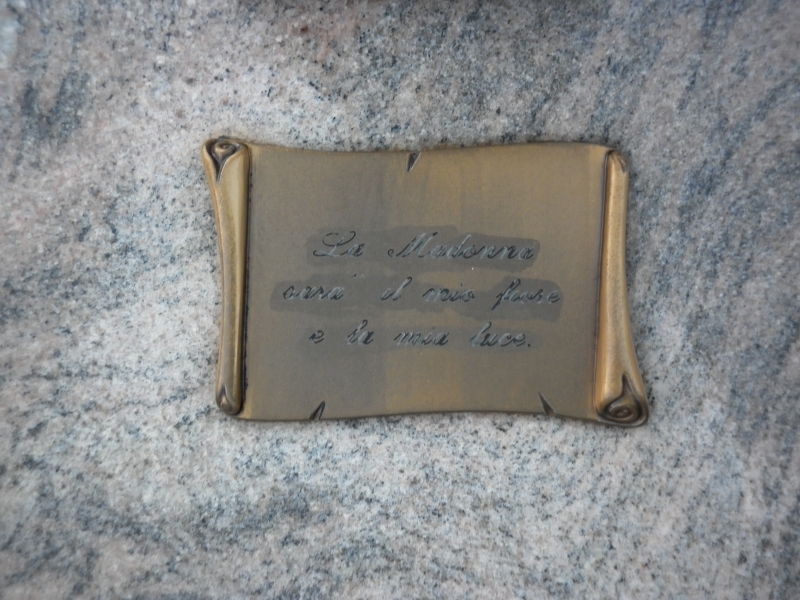 La Madonna
sara" il mio fiore
e la mia luce.